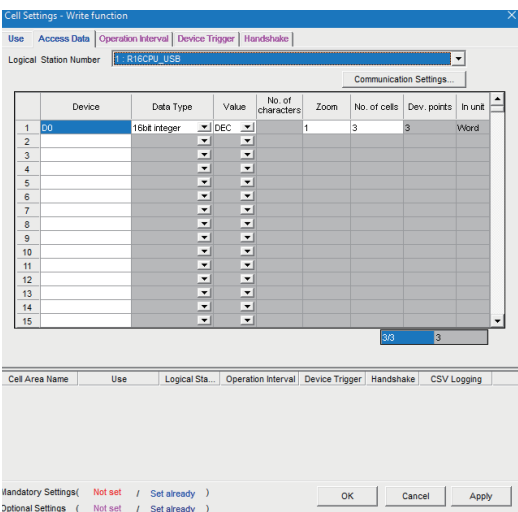 Cell Settings - Write function
Use Access Data Operation Interval Device Trigger Handshake
Logical Station Number 1 : R16CPU_USB
Communication Settings...
Device Data Type Value No. of characters Zoom No. of cells Dev. points In unit
1 D0 16bit integer DEC 1 3 3 Word
2
3
4
5
6
7
8
9
10
11
12
13
14
15
3/3 3
Cell Area Name Use Logical Sta... Operation Interval Device Trigger Handshake CSV Logging
Mandatory Settings( Not set / Set already )
OK Cancel Apply
Optional Settings ( Not set / Set already )